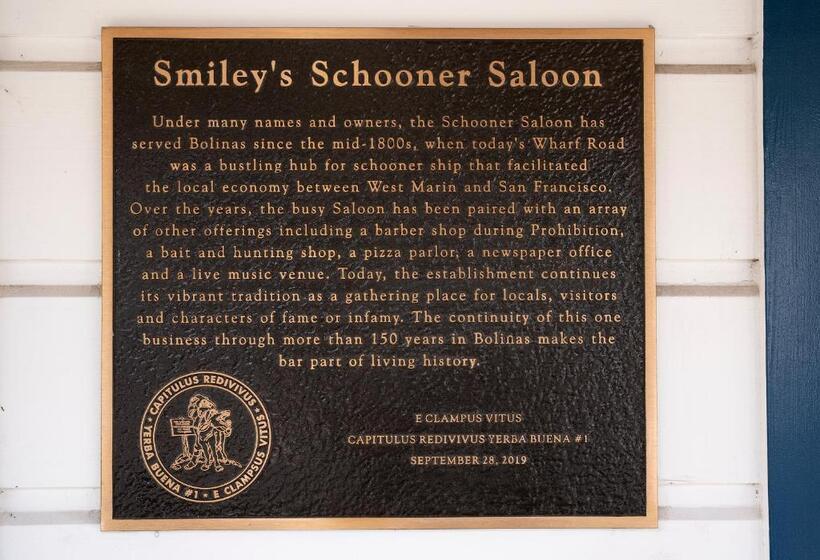 Smiley's Schooner Saloon
Under many names and owners, the Schooner Saloon has
served Bolinas since the mid-1800s, when today's Wharf Road
was a bustling hub for schooner ship that facilitated
the local economy between West Marin and San Francisco.
Over the years, the busy Saloon has been paired with an array
of other offerings including a barber shop during Prohibition,
a bait and hunting shop, a pizza parlor, a newspaper office
and a live music venue. Today, the establishment continues
its vibrant tradition as a gathering place for locals, visitors
and characters of fame or infamy. The continuity of this one
business through more than 150 years in Bolinas makes the
bar part of living history.
CAPITULUS REDIVIVUS
YERBA BUENA #1 ★ E CLAMPUS VITUS
E CLAMPUS VITUS
CAPITULUS REDIVIVUS YERBA BUENA #1
SEPTEMBER 28, 2019